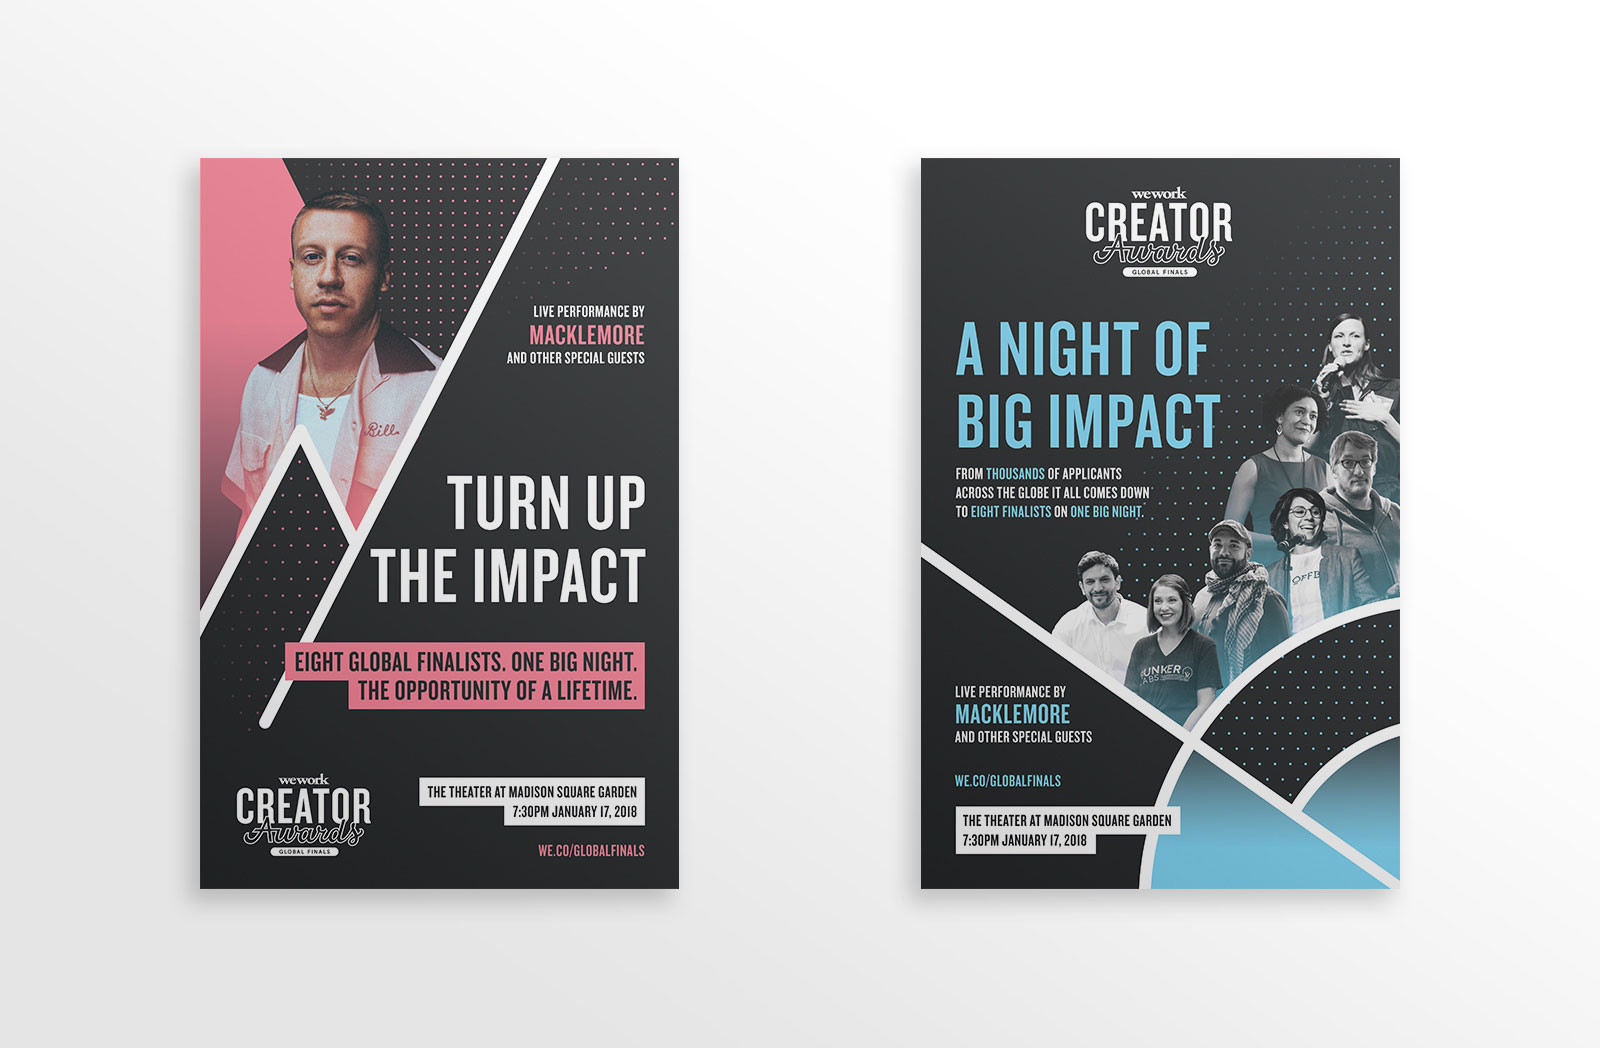 LIVE PERFORMANCE BY
MACKLEMORE
AND OTHER SPECIAL GUESTS
Bill
TURN UP
THE IMPACT
EIGHT GLOBAL FINALISTS. ONE BIG NIGHT.
THE OPPORTUNITY OF A LIFETIME.
wework
CREATOR
Awards
GLOBAL FINALS
THE THEATER AT MADISON SQUARE GARDEN
7:30PM JANUARY 17, 2018
WE.CO/GLOBALFINALS
wework
CREATOR
Awards
GLOBAL FINALS
A NIGHT OF
BIG IMPACT
FROM THOUSANDS OF APPLICANTS
ACROSS THE GLOBE IT ALL COMES DOWN
TO EIGHT FINALISTS ON ONE BIG NIGHT.
OFFB
BUNKER
LABS
LIVE PERFORMANCE BY
MACKLEMORE
AND OTHER SPECIAL GUESTS
WE.CO/GLOBALFINALS
THE THEATER AT MADISON SQUARE GARDEN
7:30PM JANUARY 17, 2018